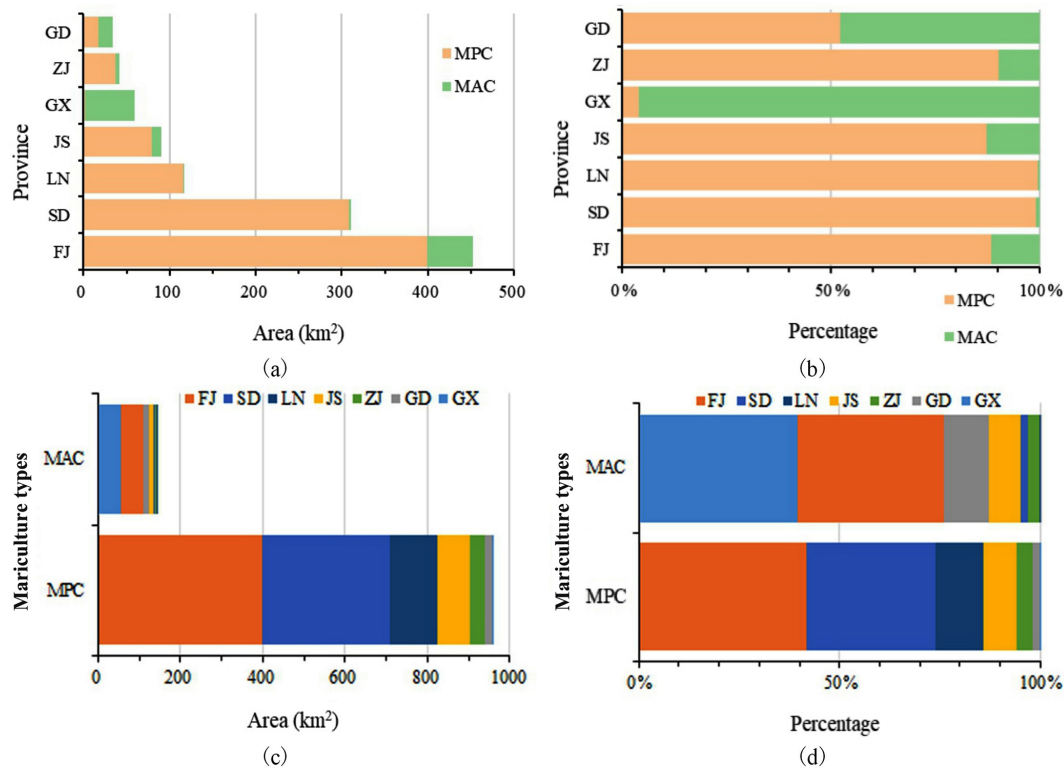 GD
ZJ
GX
JS
LN
SD
FJ
Province
MPC
MAC
0 100 200 300 400 500
Area (km²)
(a)
GD
ZJ
GX
JS
LN
SD
FJ
Province
0% 50% 100%
MPC
Percentage
MAC
(b)
FJ SD LN JS ZJ GD GX
MAC
MPC
Mariculture types
0 200 400 600 800 1000
Area (km²)
(c)
FJ SD LN JS ZJ GD GX
MAC
MPC
Mariculture types
0% 50% 100%
Percentage
(d)